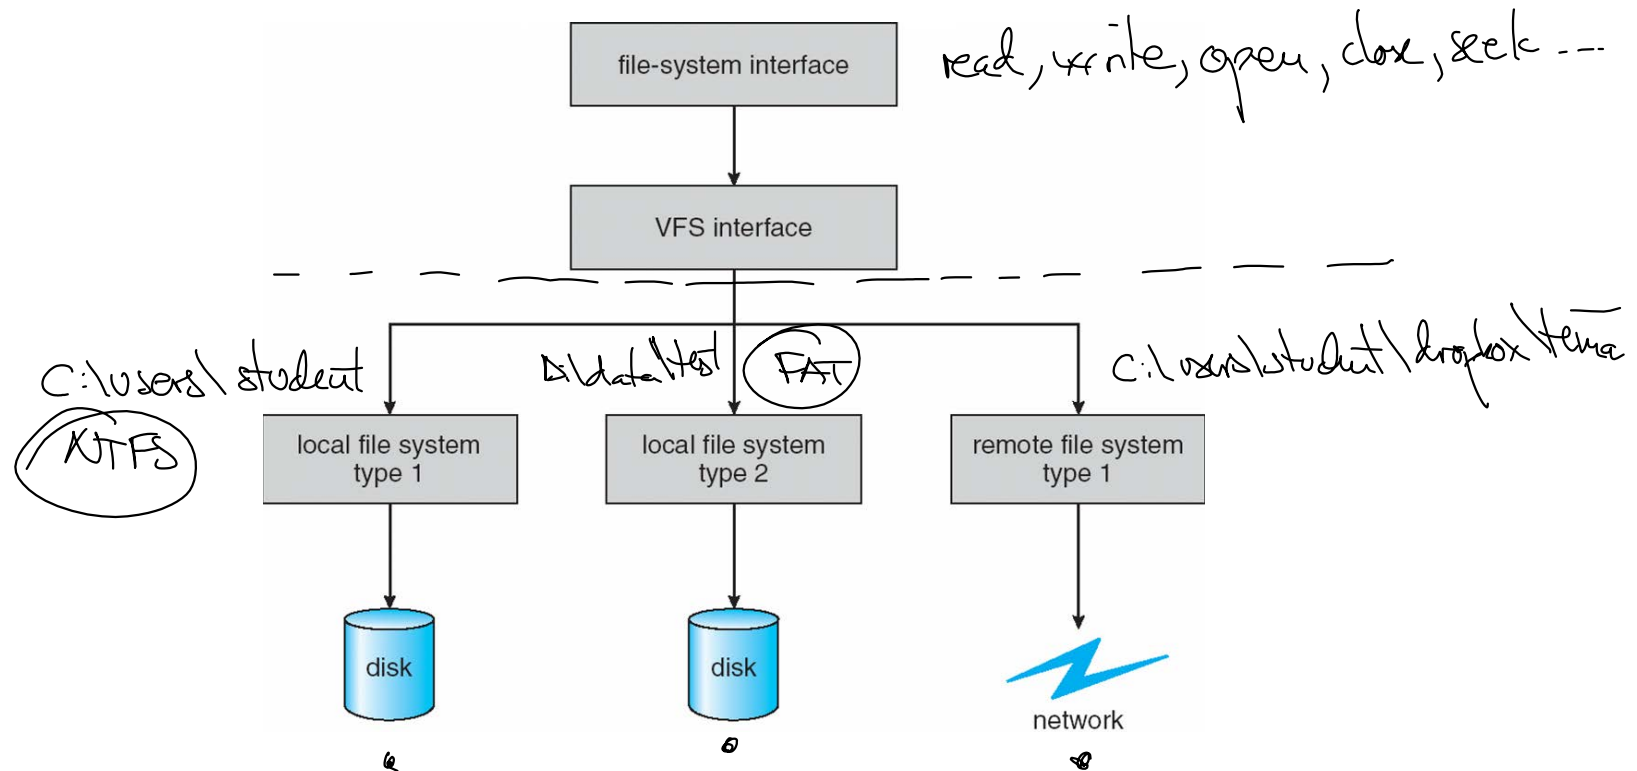 file-system interface
read, write, open, close, seek ...
VFS interface
C:\users\student
D:\data\test
FAT
C:\users\student\dropbox\tema
NTFS
local file system
type 1
local file system
type 2
remote file system
type 1
disk
disk
network